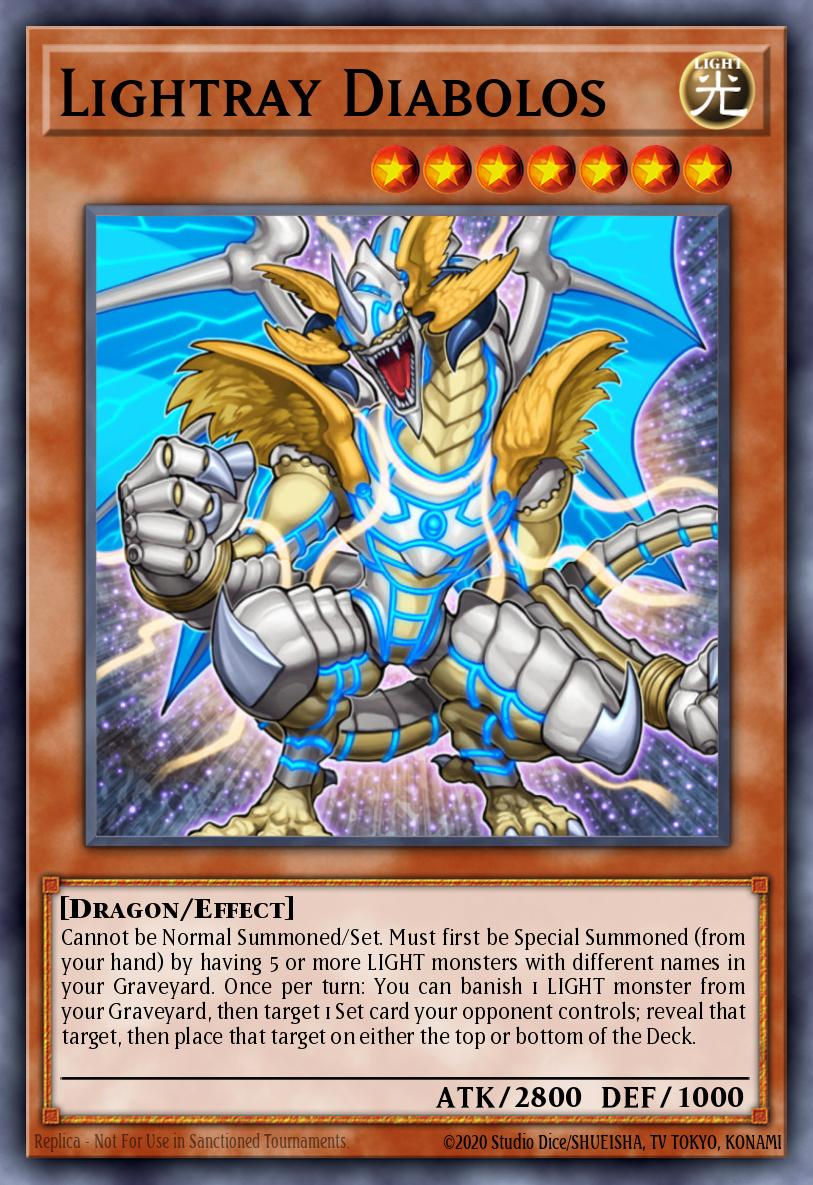 Lightray Diabolos
LIGHT
光
[Dragon/Effect]
Cannot be Normal Summoned/Set. Must first be Special Summoned (from
your hand) by having 5 or more LIGHT monsters with different names in
your Graveyard. Once per turn: You can banish 1 LIGHT monster from
your Graveyard, then target 1 Set card your opponent controls; reveal that
target, then place that target on either the top or bottom of the Deck.
ATK/2800 DEF/1000
Replica - Not For Use in Sanctioned Tournaments.
©2020 Studio Dice/SHUEISHA, TV TOKYO, KONAMI